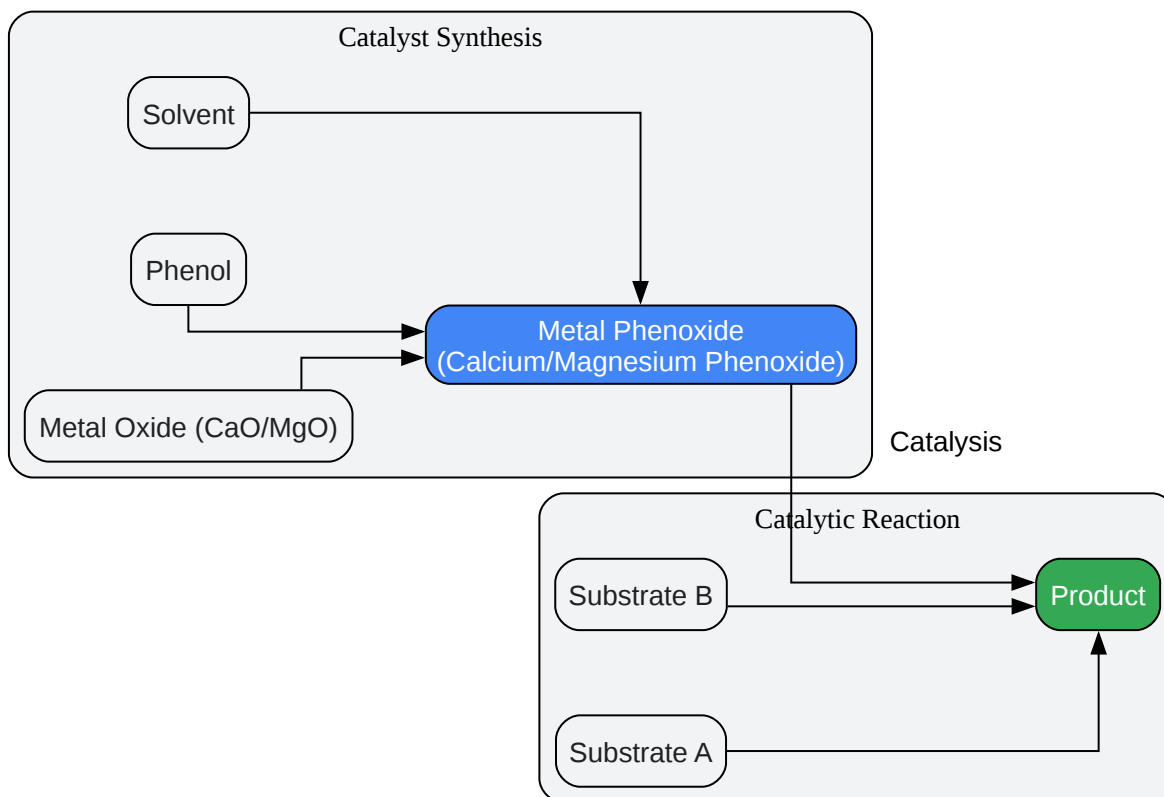 Catalyst Synthesis
Solvent
Phenol
Metal Phenoxide
(Calcium/Magnesium Phenoxide)
Metal Oxide (CaO/MgO)
Catalysis
Catalytic Reaction
Substrate B
Product
Substrate A